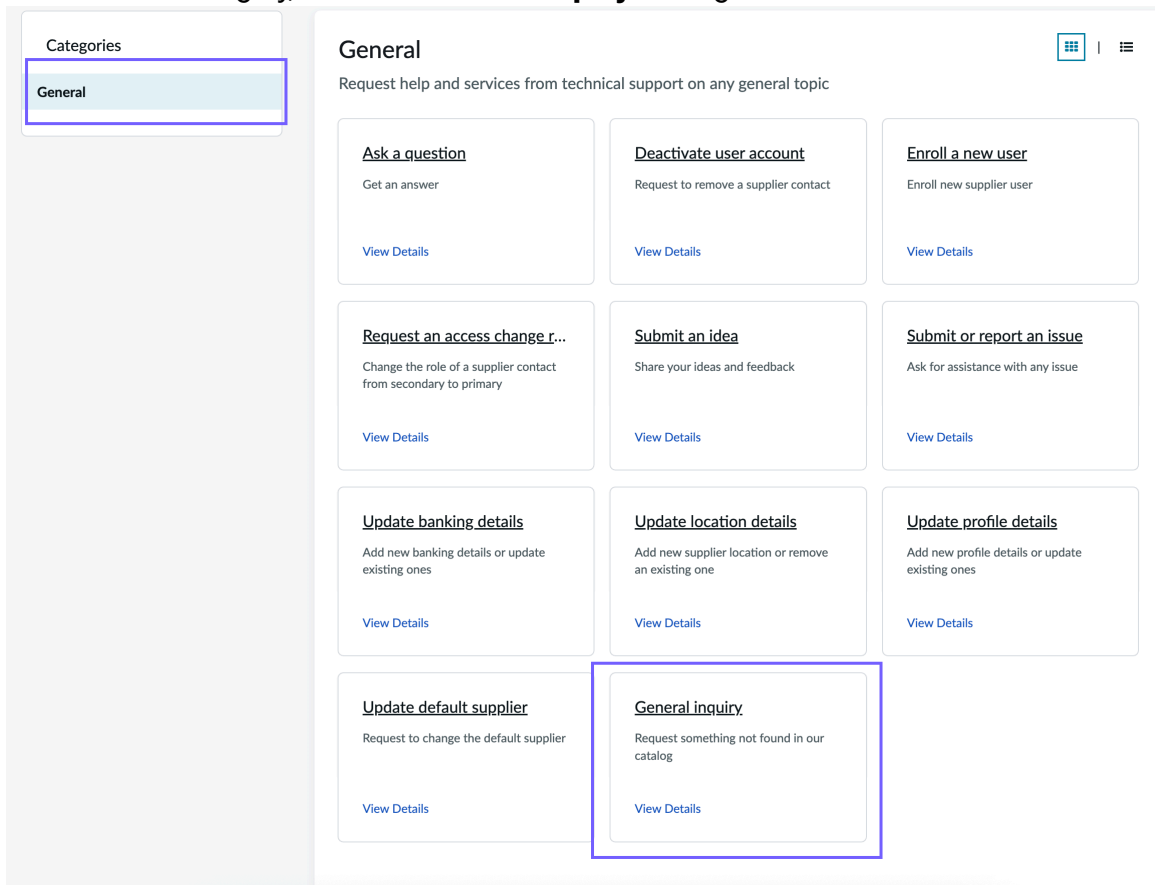 Categories
General
General
|
Request help and services from technical support on any general topic
Ask a question
Get an answer
View Details
Deactivate user account
Request to remove a supplier contact
View Details
Enroll a new user
Enroll new supplier user
View Details
Request an access change r...
Change the role of a supplier contact
from secondary to primary
View Details
Submit an idea
Share your ideas and feedback
View Details
Submit or report an issue
Ask for assistance with any issue
View Details
Update banking details
Add new banking details or update
existing ones
View Details
Update location details
Add new supplier location or remove
an existing one
View Details
Update profile details
Add new profile details or update
existing ones
View Details
Update default supplier
Request to change the default supplier
View Details
General inquiry
Request something not found in our
catalog
View Details